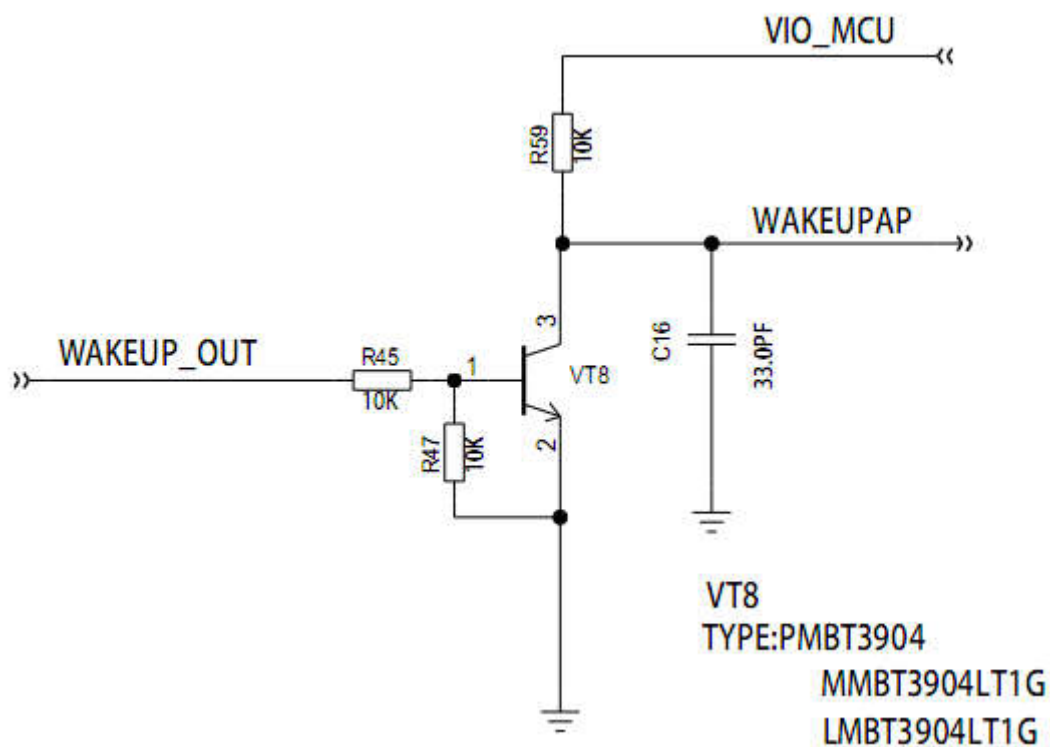 VIO_MCU
R59
10K
WAKEUPAP
3
C16
33.0PF
WAKEUP_OUT
R45
10K
1
VT8
R47
10K
2
VT8
TYPE:PMBT3904
MMBT3904LT1G
LMBT3904LT1G